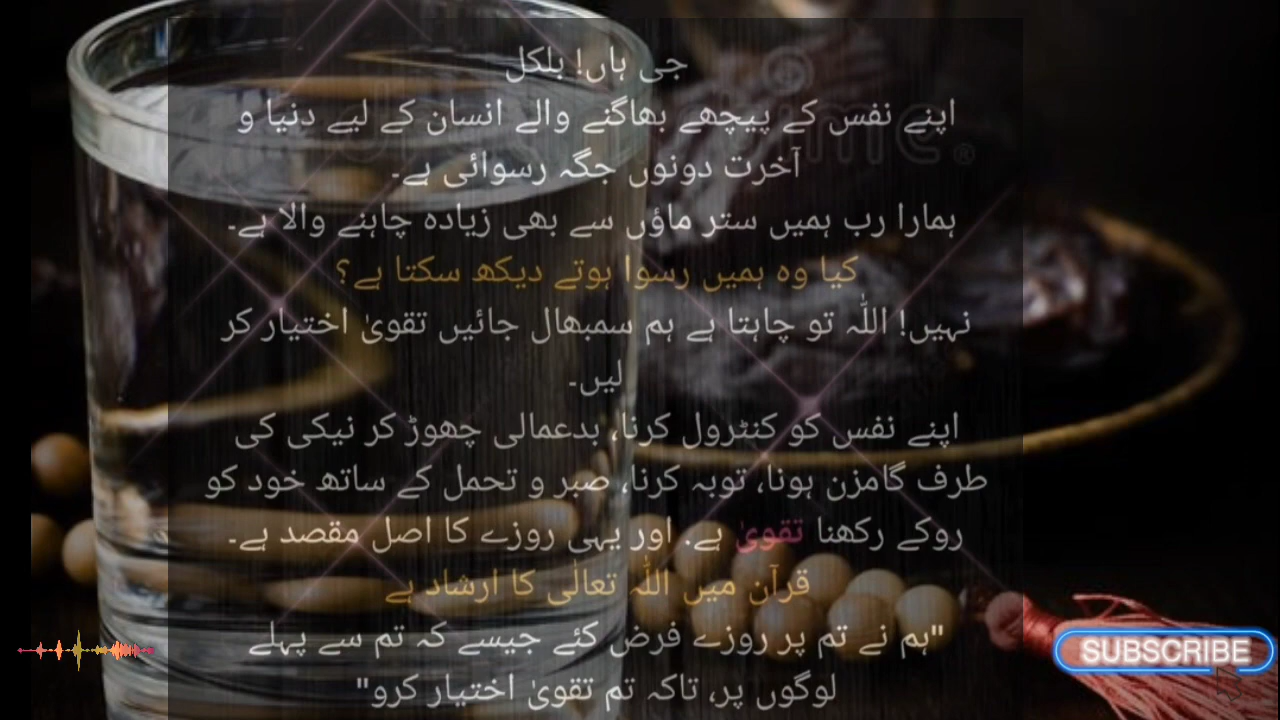 جی ہاں! بلکل
اپنے نفس کے پیچھے بھاگنے والے انسان کے لیے دنیا و
آخرت دونوں جگہ رسوائی ہے۔
ہمارا رب ہمیں ستر ماؤں سے بھی زیادہ چاہنے والا ہے۔
کیا وہ ہمیں رسوا ہوتے دیکھ سکتا ہے؟
نہیں! اللّٰہ تو چاہتا ہے ہم سمبھال جائیں تقویٰ اختیار کر
لیں۔
اپنے نفس کو کنٹرول کرنا، بدعمالی چھوڑ کر نیکی کی
طرف گامزن ہونا، توبہ کرنا، صبر و تحمل کے ساتھ خود کو
روکے رکھنا تقویٰ ہے. اور یہی روزے کا اصل مقصد ہے۔
قرآن میں اللّٰہ تعالٰی کا ارشاد ہے
"ہم نے تم پر روزے فرض کئے جیسے کہ تم سے پہلے
لوگوں پر، تاکہ تم تقویٰ اختیار کرو"
SUBSCRIBE